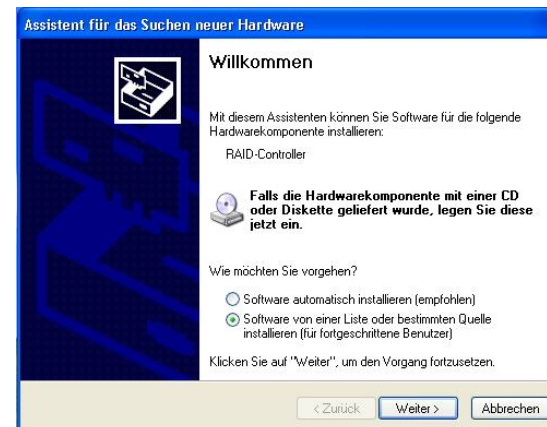 Assistent für das Suchen neuer Hardware
Willkommen
Mit diesem Assistenten können Sie Software für die folgende
Hardwarekomponente installieren:
RAID-Controller
Falls die Hardwarekomponente mit einer CD
oder Diskette geliefert wurde, legen Sie diese
jetzt ein.
Wie möchten Sie vorgehen?
Software automatisch installieren (empfohlen)
Software von einer Liste oder bestimmten Quelle
installieren (für fortgeschrittene Benutzer)
Klicken Sie auf "Weiter", um den Vorgang fortzusetzen.
< Zurück Weiter > Abbrechen